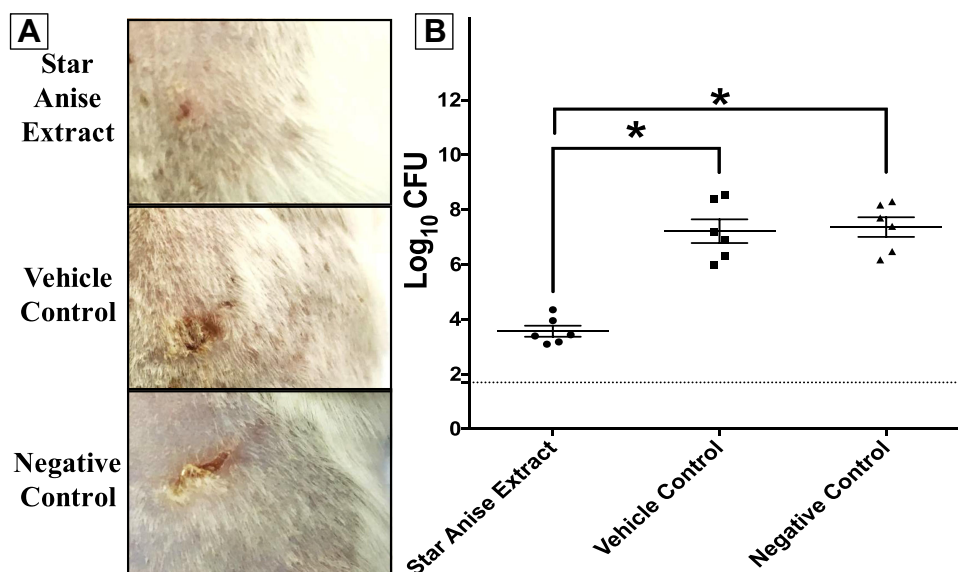 A
Star
Anise
Extract
Vehicle
Control
Negative
Control
B
*
*
Log10 CFU
12
10
8
6
4
2
0
Star Anise Extract
Vehicle Control
Negative Control